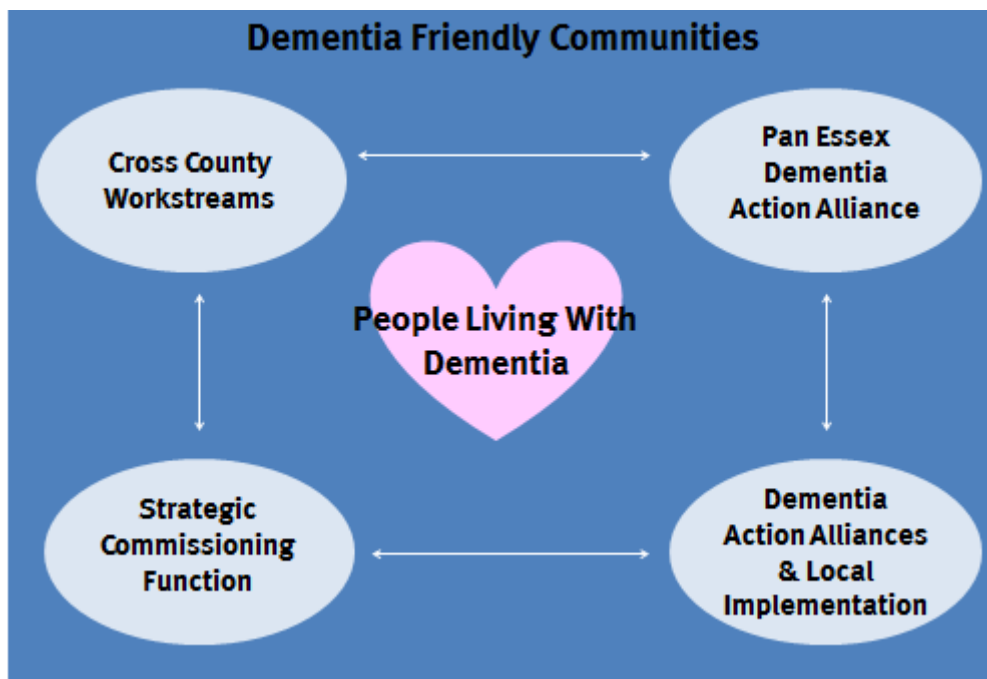 Dementia Friendly Communities
Cross County
Workstreams
Pan Essex
Dementia
Action Alliance
People Living With
Dementia
Strategic
Commissioning
Function
Dementia
Action Alliances
& Local
Implementation